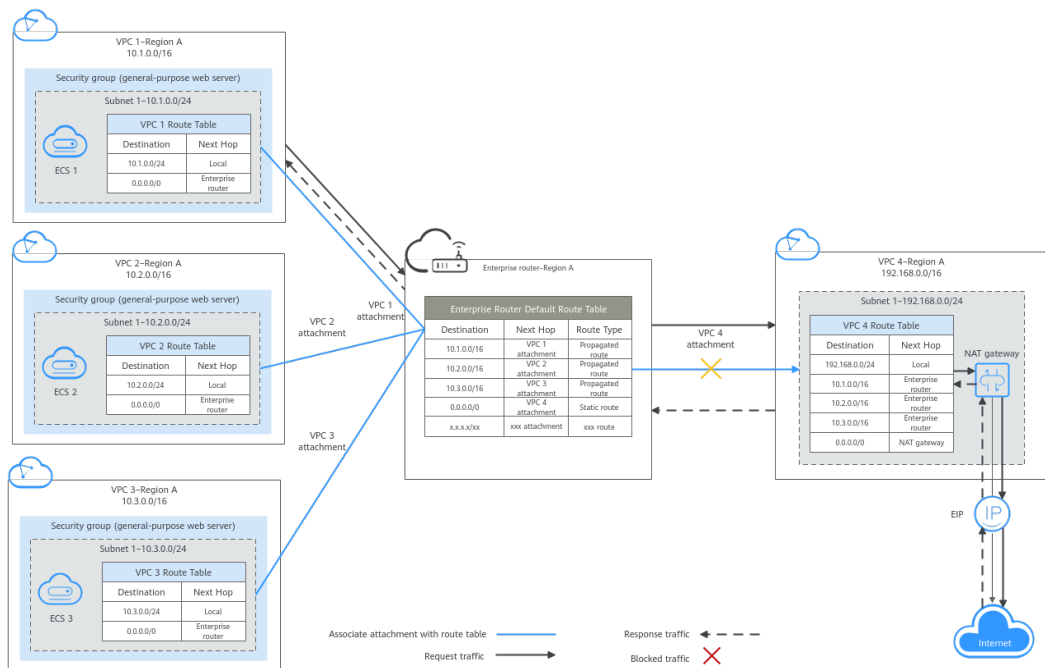 VPC 1–Region A
10.1.0.0/16
Security group (general-purpose web server)
Subnet 1–10.1.0.0/24
VPC 1 Route Table
Destination Next Hop
10.1.0.0/24 Local
0.0.0.0/0 Enterprise
router
ECS 1
VPC 2–Region A
10.2.0.0/16
Security group (general-purpose web server)
Subnet 1–10.2.0.0/24
VPC 2 Route Table
Destination Next Hop
10.2.0.0/24 Local
0.0.0.0/0 Enterprise
router
ECS 2
VPC 3–Region A
10.3.0.0/16
Security group (general-purpose web server)
Subnet 1–10.3.0.0/24
VPC 3 Route Table
Destination Next Hop
10.3.0.0/24 Local
0.0.0.0/0 Enterprise
router
ECS 3
VPC 1
attachment
VPC 2
attachment
VPC 3
attachment
Enterprise router–Region A
Enterprise Router Default Route Table
Destination Next Hop Route Type
10.1.0.0/16 VPC 1
attachment Propagated
route
10.2.0.0/16 VPC 2
attachment Propagated
route
10.3.0.0/16 VPC 3
attachment Propagated
route
0.0.0.0/0 VPC 4
attachment Static route
x.x.x.x/xx xxx attachment xxx route
VPC 4
attachment
VPC 4–Region A
192.168.0.0/16
Subnet 1–192.168.0.0/24
VPC 4 Route Table
Destination Next Hop
192.168.0.0/24 Local
10.1.0.0/16 Enterprise
router
10.2.0.0/16 Enterprise
router
10.3.0.0/16 Enterprise
router
0.0.0.0/0 NAT gateway
NAT gateway
EIP
IP
Internet
Associate attachment with route table
Response traffic
Request traffic
Blocked traffic